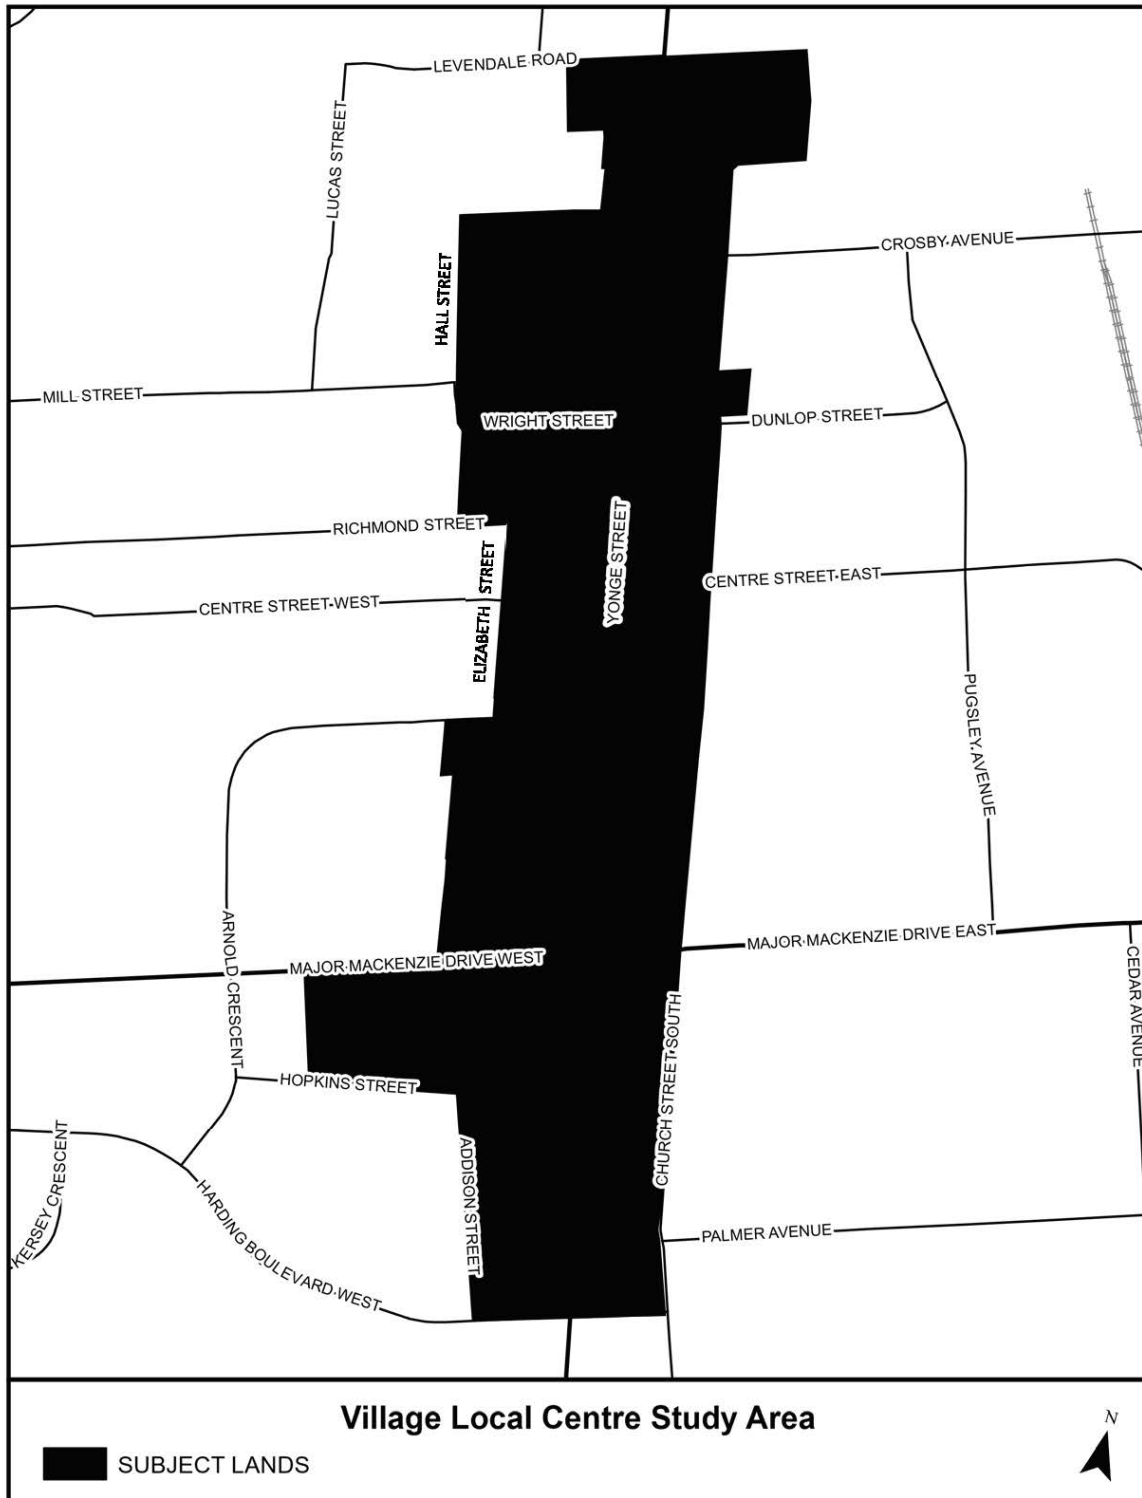 LEVENDALE ROAD
LUCAS STREET
CROSBY AVENUE
HALL STREET
MILL STREET
WRIGHT STREET
DUNLOP STREET
RICHMOND STREET
YONGE STREET
ELIZABETH STREET
CENTRE STREET EAST
CENTRE STREET WEST
PUGSLEY AVENUE
ARNOLD CRESCENT
MAJOR MACKENZIE DRIVE EAST
MAJOR MACKENZIE DRIVE WEST
CEDAR AVENUE
CHURCH STREET SOUTH
HOPKINS STREET
KERSEY CRESCENT
ADDISON STREET
HARDING BOULEVARD WEST
PALMER AVENUE
Village Local Centre Study Area
N
SUBJECT LANDS